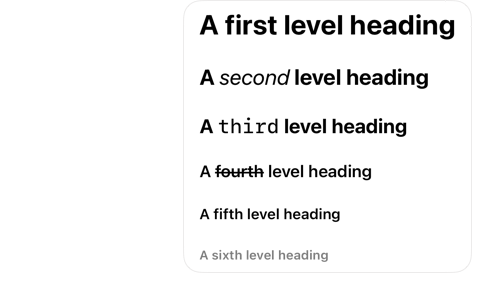 A first level heading
A second level heading
A third level heading
A fourth level heading
A fifth level heading
A sixth level heading